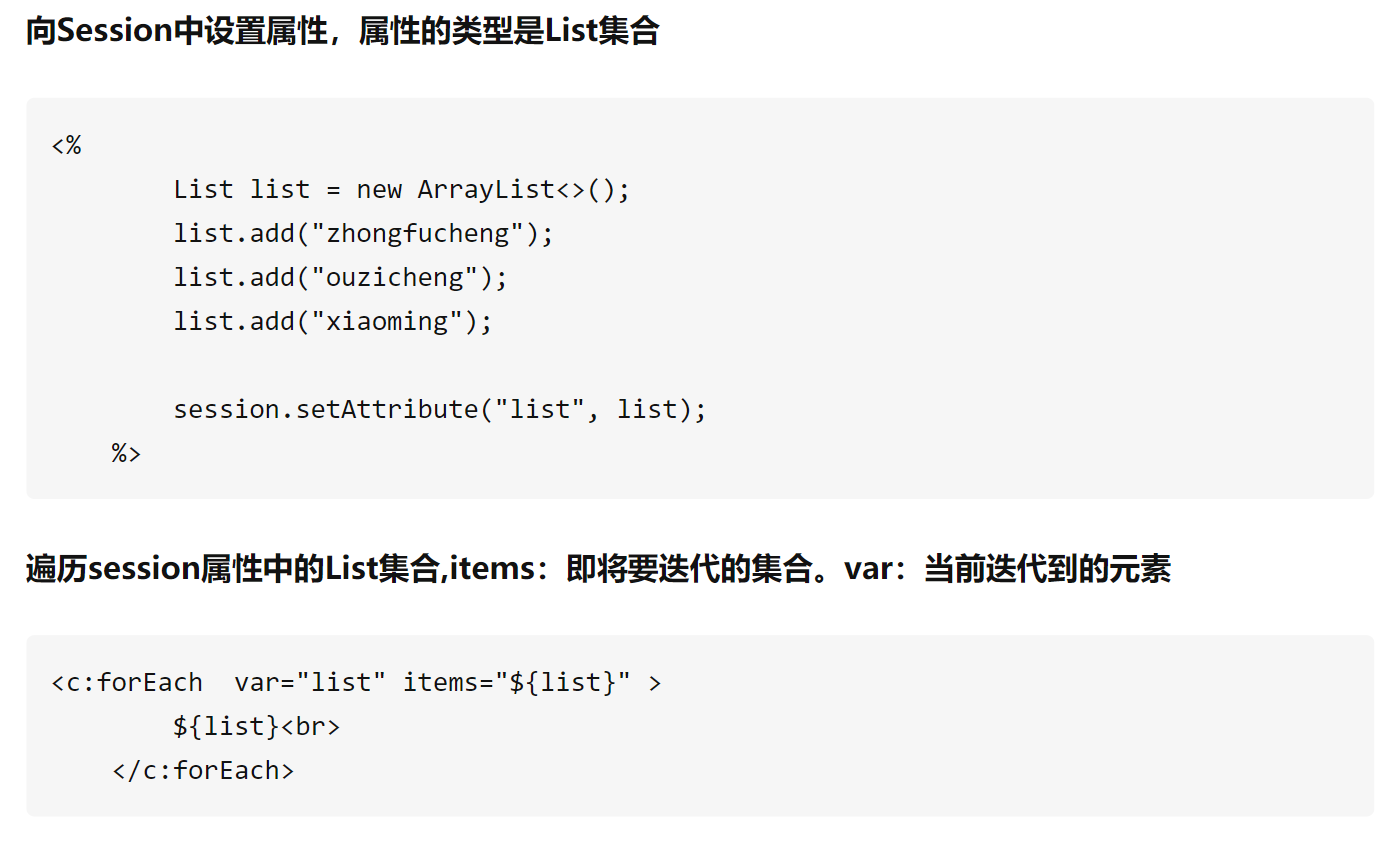 向Session中设置属性，属性的类型是List集合
<%
        List list = new ArrayList<>();
        list.add("zhongfucheng");
        list.add("ouzicheng");
        list.add("xiaoming");
        session.setAttribute("list", list);
    %>
遍历session属性中的List集合,items：即将要迭代的集合。var：当前迭代到的元素
<c:forEach  var="list" items="${list}" >
        ${list}<br>
    </c:forEach>